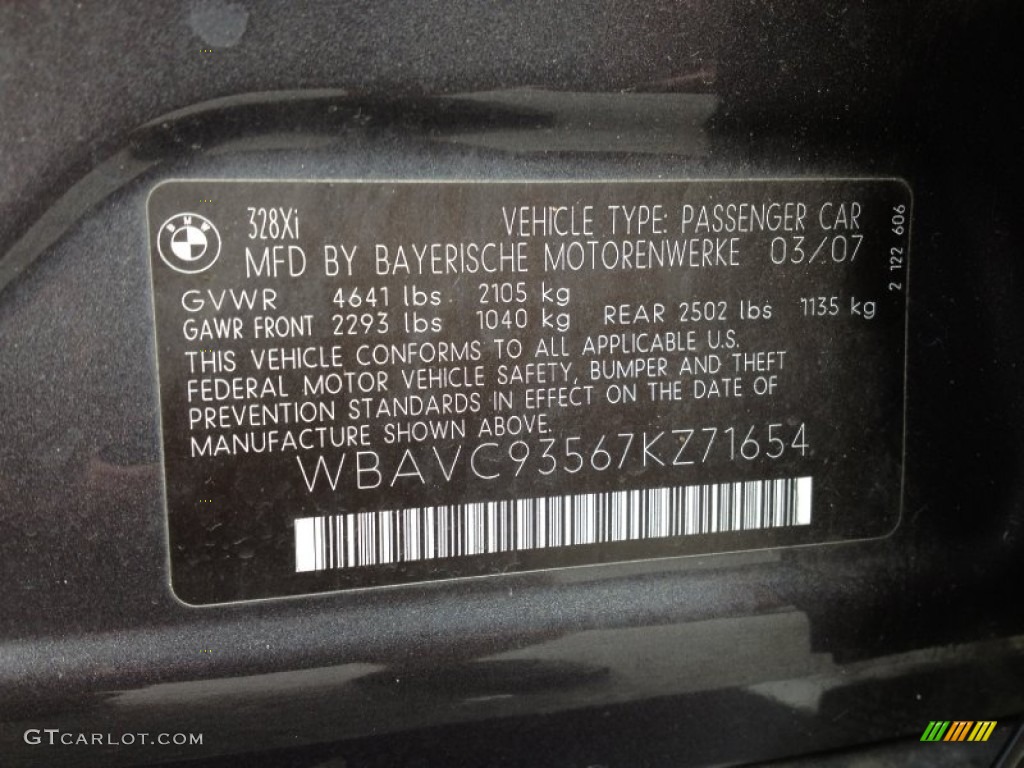 BMW
328Xi VEHICLE TYPE: PASSENGER CAR
MFD BY BAYERISCHE MOTORENWERKE 03/07
GVWR 4641 lbs 2105 kg
GAWR FRONT 2293 lbs 1040 kg REAR 2502 lbs 1135 kg
THIS VEHICLE CONFORMS TO ALL APPLICABLE U.S.
FEDERAL MOTOR VEHICLE SAFETY, BUMPER AND THEFT
PREVENTION STANDARDS IN EFFECT ON THE DATE OF
MANUFACTURE SHOWN ABOVE.
WBAVC93567KZ71654
2 122 606
GTCARLOT.COM